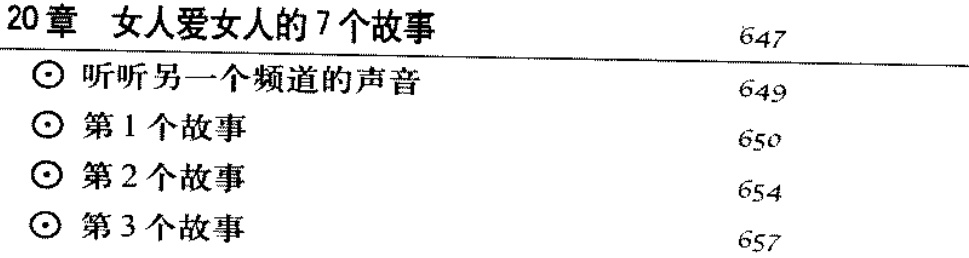 20章 女人爱女人的7个故事 647
⊙ 听听另一个频道的声音 649
⊙ 第1个故事 650
⊙ 第2个故事 654
⊙ 第3个故事 657